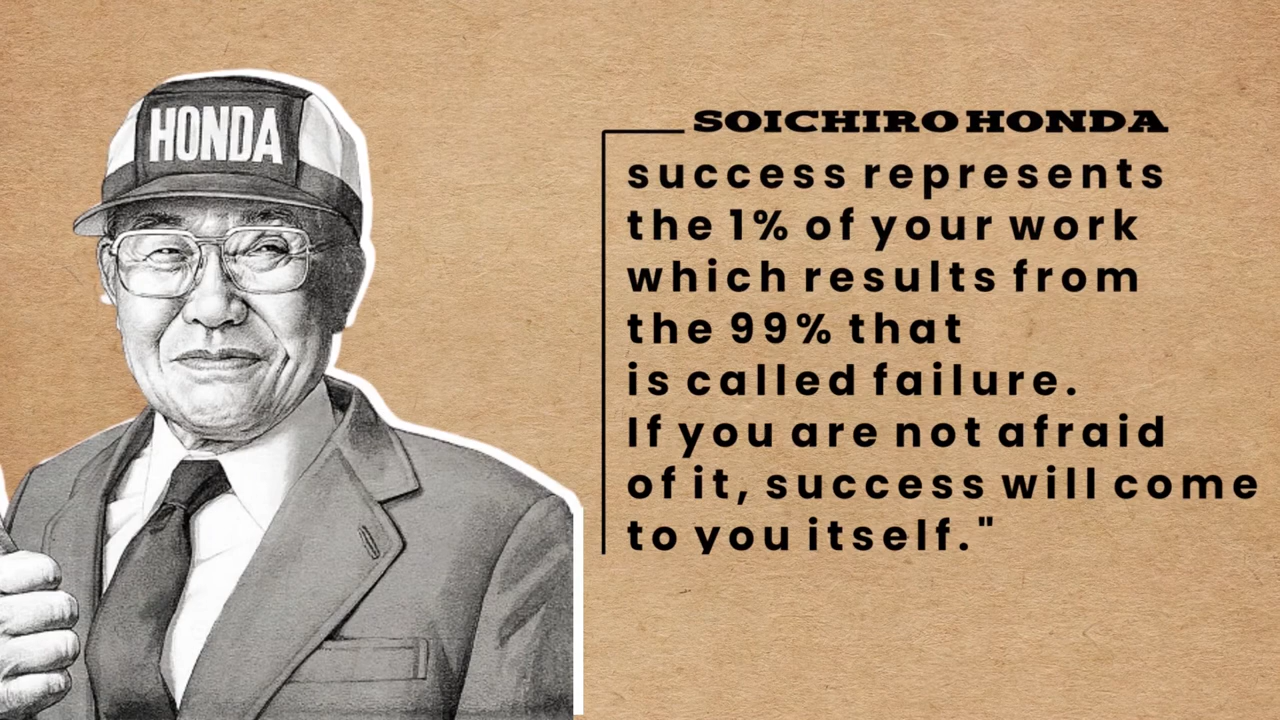 HONDA
SOICHIRO HONDA
success represents
the 1% of your work
which results from
the 99% that
is called failure.
If you are not afraid
of it, success will come
to you itself."